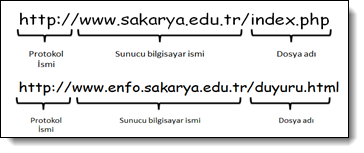 http://www.sakarya.edu.tr/index.php
Protokol İsmi Sunucu bilgisayar ismi Dosya adı
http://www.enfo.sakarya.edu.tr/duyuru.html
Protokol İsmi Sunucu bilgisayar ismi Dosya adı